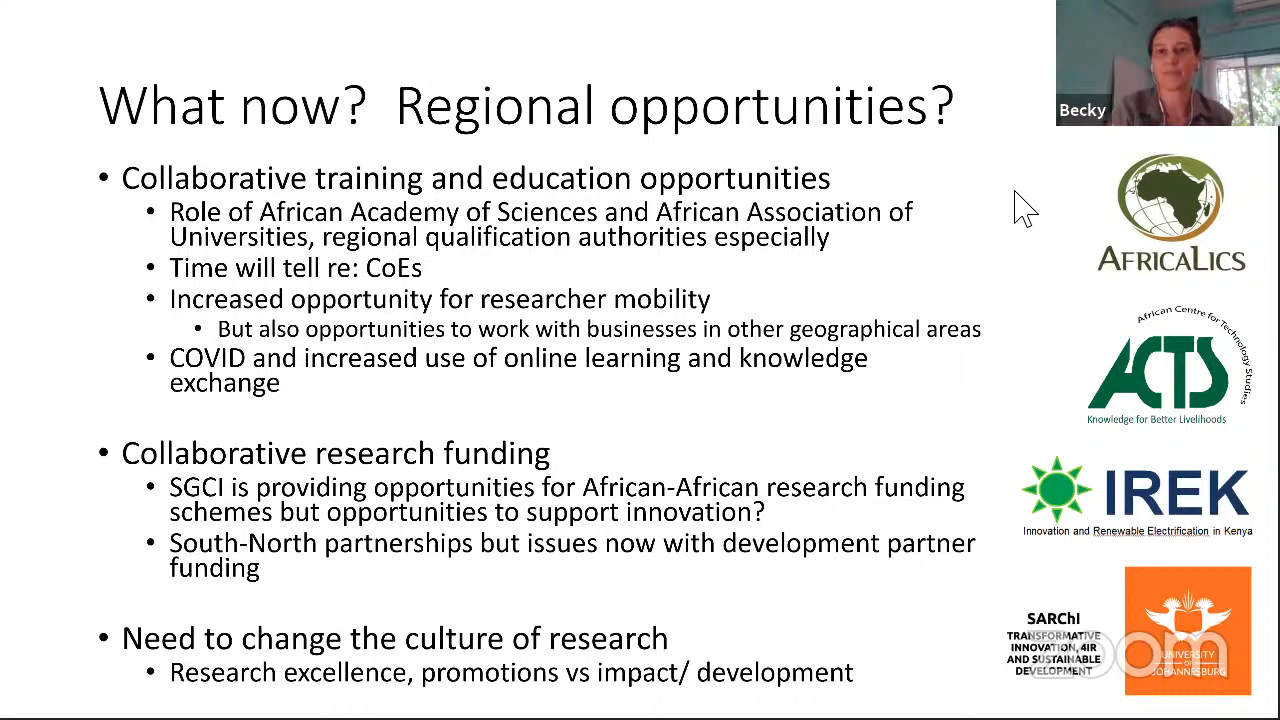 What now? Regional opportunities?
Becky
• Collaborative training and education opportunities
• Role of African Academy of Sciences and African Association of
Universities, regional qualification authorities especially
• Time will tell re: CoEs
• Increased opportunity for researcher mobility
• But also opportunities to work with businesses in other geographical areas
• COVID and increased use of online learning and knowledge
exchange
• Collaborative research funding
• SGCI is providing opportunities for African-African research funding
schemes but opportunities to support innovation?
• South-North partnerships but issues now with development partner
funding
• Need to change the culture of research
• Research excellence, promotions vs impact/ development
AFRICALICS
African Centre for Technology Studies
ACTS
Knowledge for Better Livelihoods
IREK
Innovation and Renewable Electrification in Kenya
SARChI
TRANSFORMATIVE
INNOVATION, 4IR
AND SUSTAINABLE
DEVELOPMENT
UNIVERSITY
OF
JOHANNESBURG
zoom